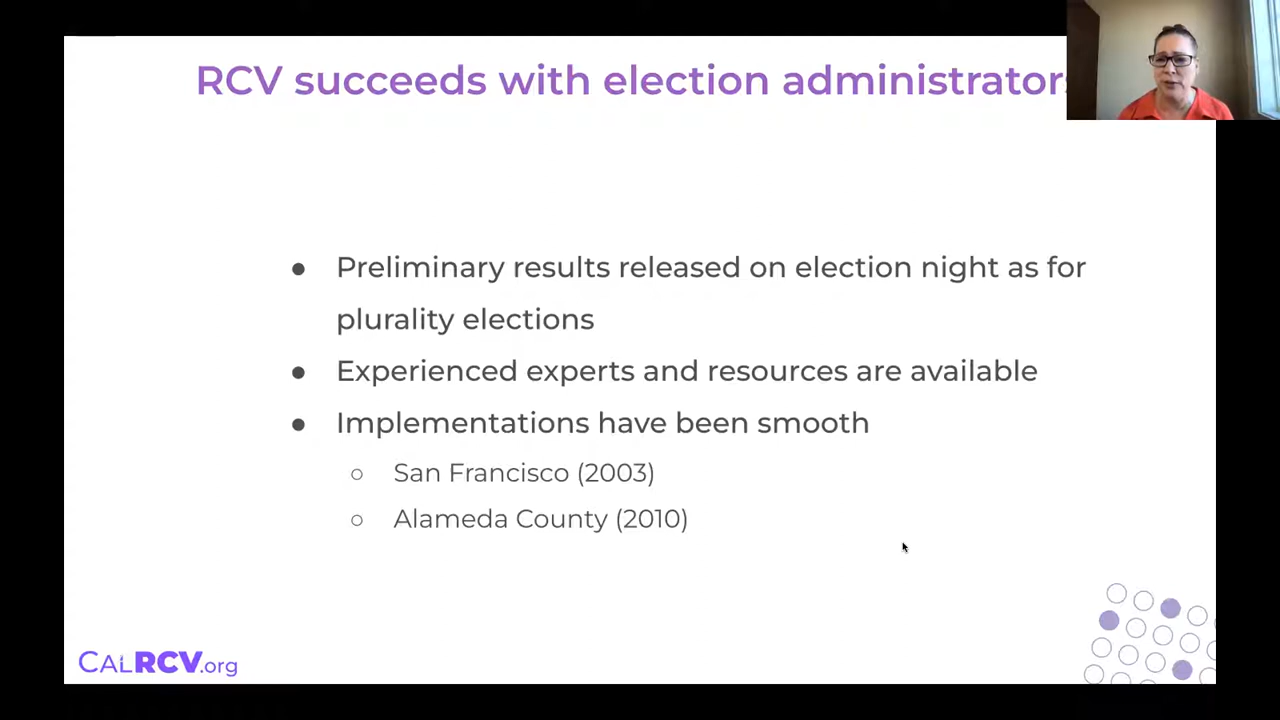 RCV succeeds with election administrators
● Preliminary results released on election night as for
plurality elections
● Experienced experts and resources are available
● Implementations have been smooth
○ San Francisco (2003)
○ Alameda County (2010)
CALRCV.org